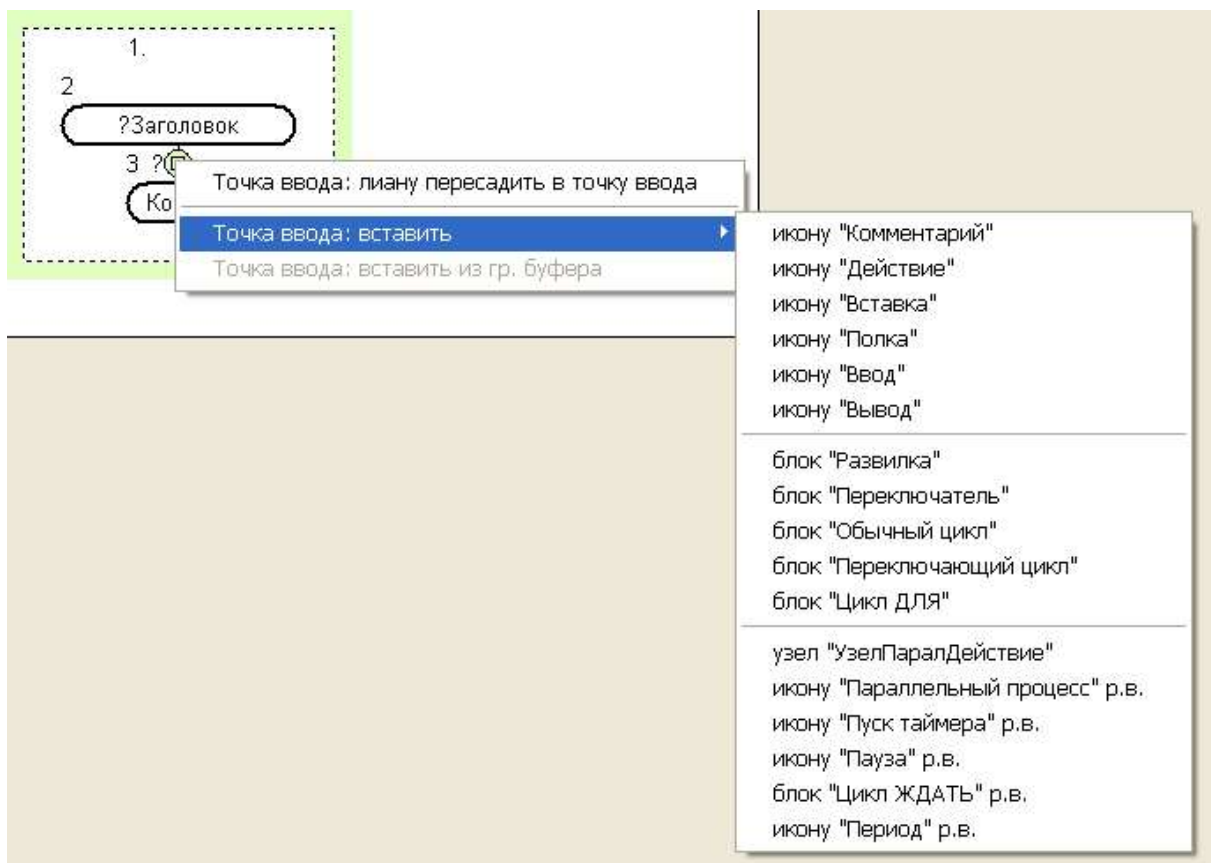 1.
2
?Заголовок
3 ?
Ко
Точка ввода: лиану пересадить в точку ввода
Точка ввода: вставить
Точка ввода: вставить из гр. буфера
икону "Комментарий"
икону "Действие"
икону "Вставка"
икону "Полка"
икону "Ввод"
икону "Вывод"
блок "Развилка"
блок "Переключатель"
блок "Обычный цикл"
блок "Переключающий цикл"
блок "Цикл ДЛЯ"
узел "УзелПаралДействие"
икону "Параллельный процесс" р.в.
икону "Пуск таймера" р.в.
икону "Пауза" р.в.
блок "Цикл ЖДАТЬ" р.в.
икону "Период" р.в.